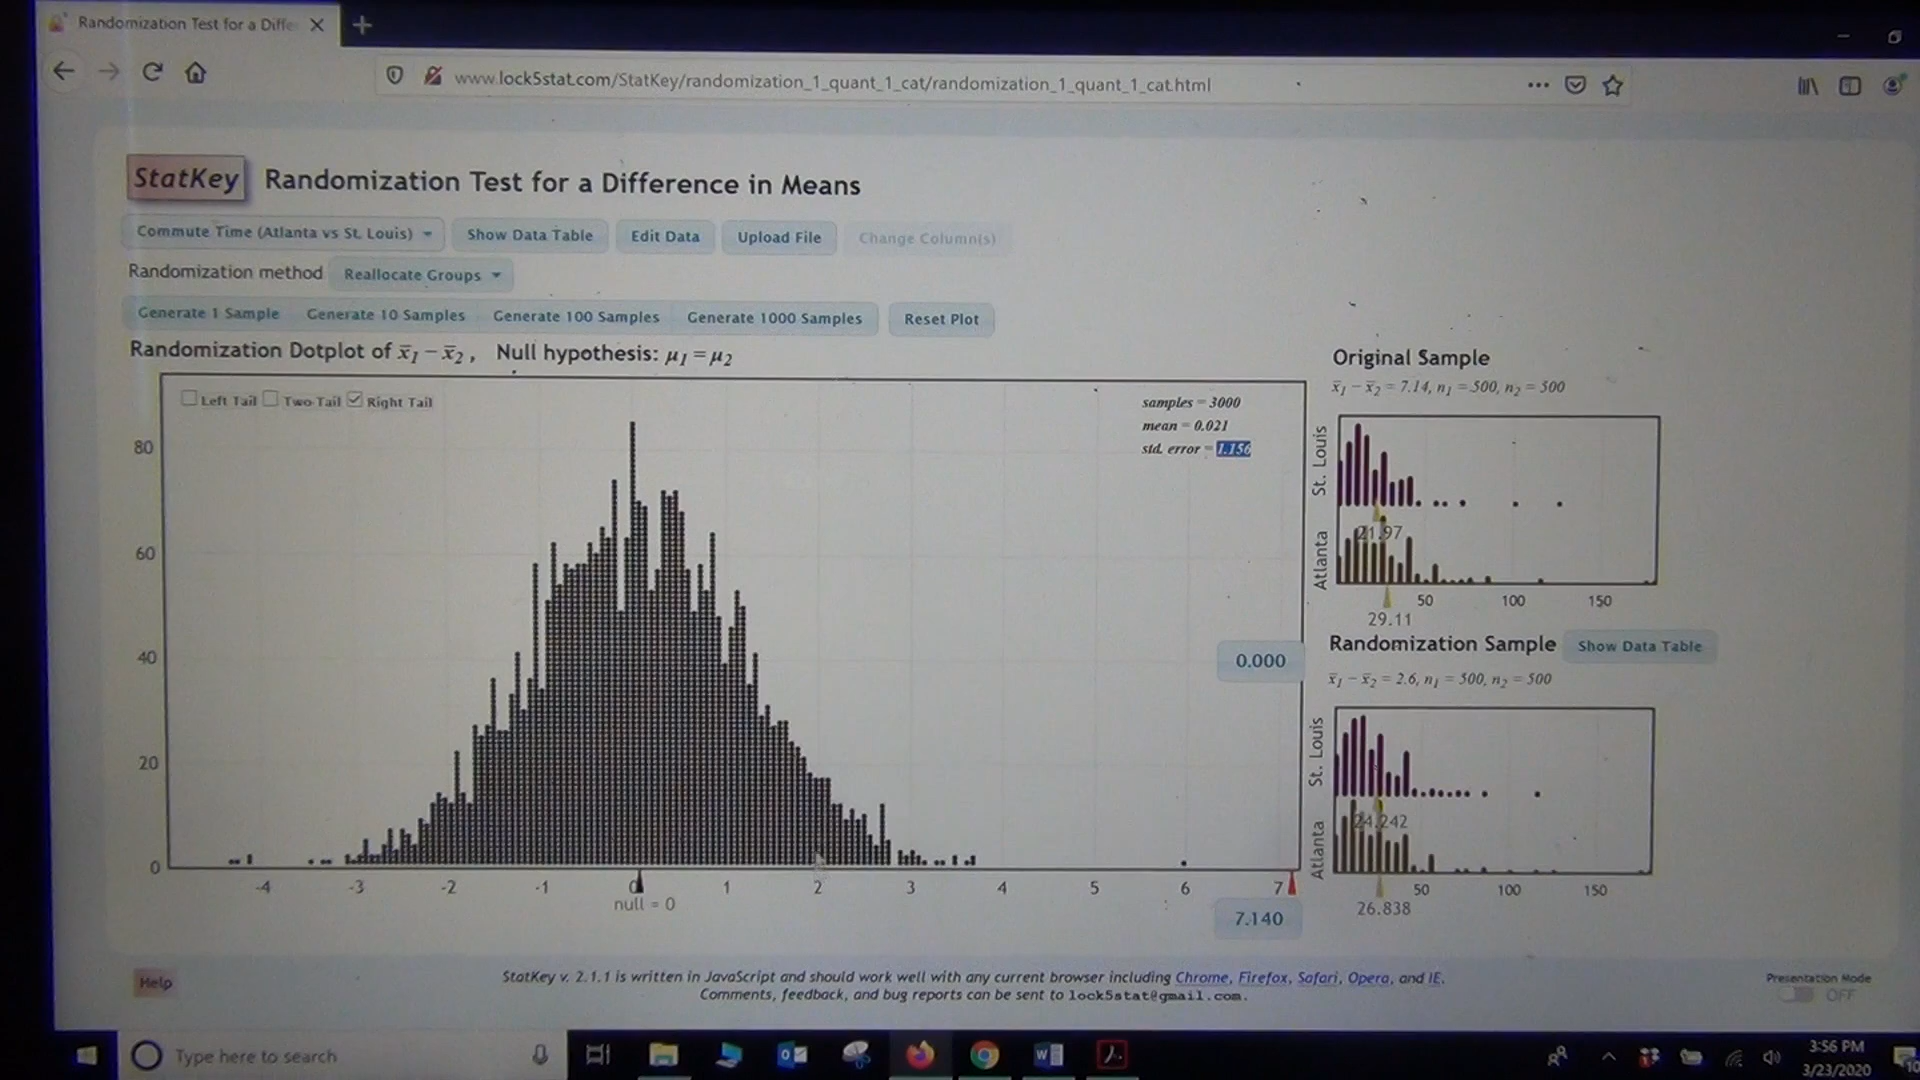 Randomization Test for a Diffe
www.lock5stat.com/StatKey/randomization_1_quant_1_cat/randomization_1_quant_1_cat.html
StatKey Randomization Test for a Difference in Means
Commute Time (Atlanta vs St. Louis) Show Data Table Edit Data Upload File Change Column(s)
Randomization method Reallocate Groups
Generate 1 Sample Generate 10 Samples Generate 100 Samples Generate 1000 Samples Reset Plot
Randomization Dotplot of x̄₁ − x̄₂, Null hypothesis: μ₁ = μ₂
Left Tail Two-Tail Right Tail
samples = 3000
mean = 0.021
std. error = 1.156
80
60
40
20
0
0.000
-4 -3 -2 -1 0 1 2 3 4 5 6 7
null = 0
7.140
Original Sample
x̄₁ − x̄₂ = 7.14, n₁ = 500, n₂ = 500
St. Louis
21.97
Atlanta
50 100 150
29.11
Randomization Sample Show Data Table
x̄₁ − x̄₂ = 2.6, n₁ = 500, n₂ = 500
St. Louis
24.242
Atlanta
50 100 150
26.838
Help
StatKey v. 2.1.1 is written in JavaScript and should work well with any current browser including Chrome, Firefox, Safari, Opera, and IE.
Comments, feedback, and bug reports can be sent to lock5stat@gmail.com.
Presentation Mode
OFF
Type here to search
3:56 PM
3/23/2020
10